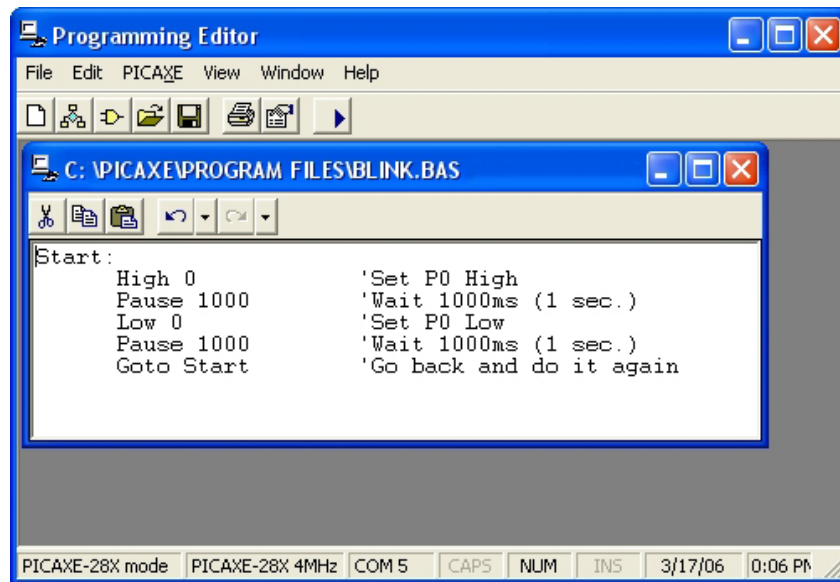 Programming Editor
File Edit PICAXE View Window Help
C: \PICAXE\PROGRAM FILES\BLINK.BAS
Start:
High 0 'Set P0 High
Pause 1000 'Wait 1000ms (1 sec.)
Low 0 'Set P0 Low
Pause 1000 'Wait 1000ms (1 sec.)
Goto Start 'Go back and do it again
PICAXE-28X mode PICAXE-28X 4MHz COM 5 CAPS NUM INS 3/17/06 0:06